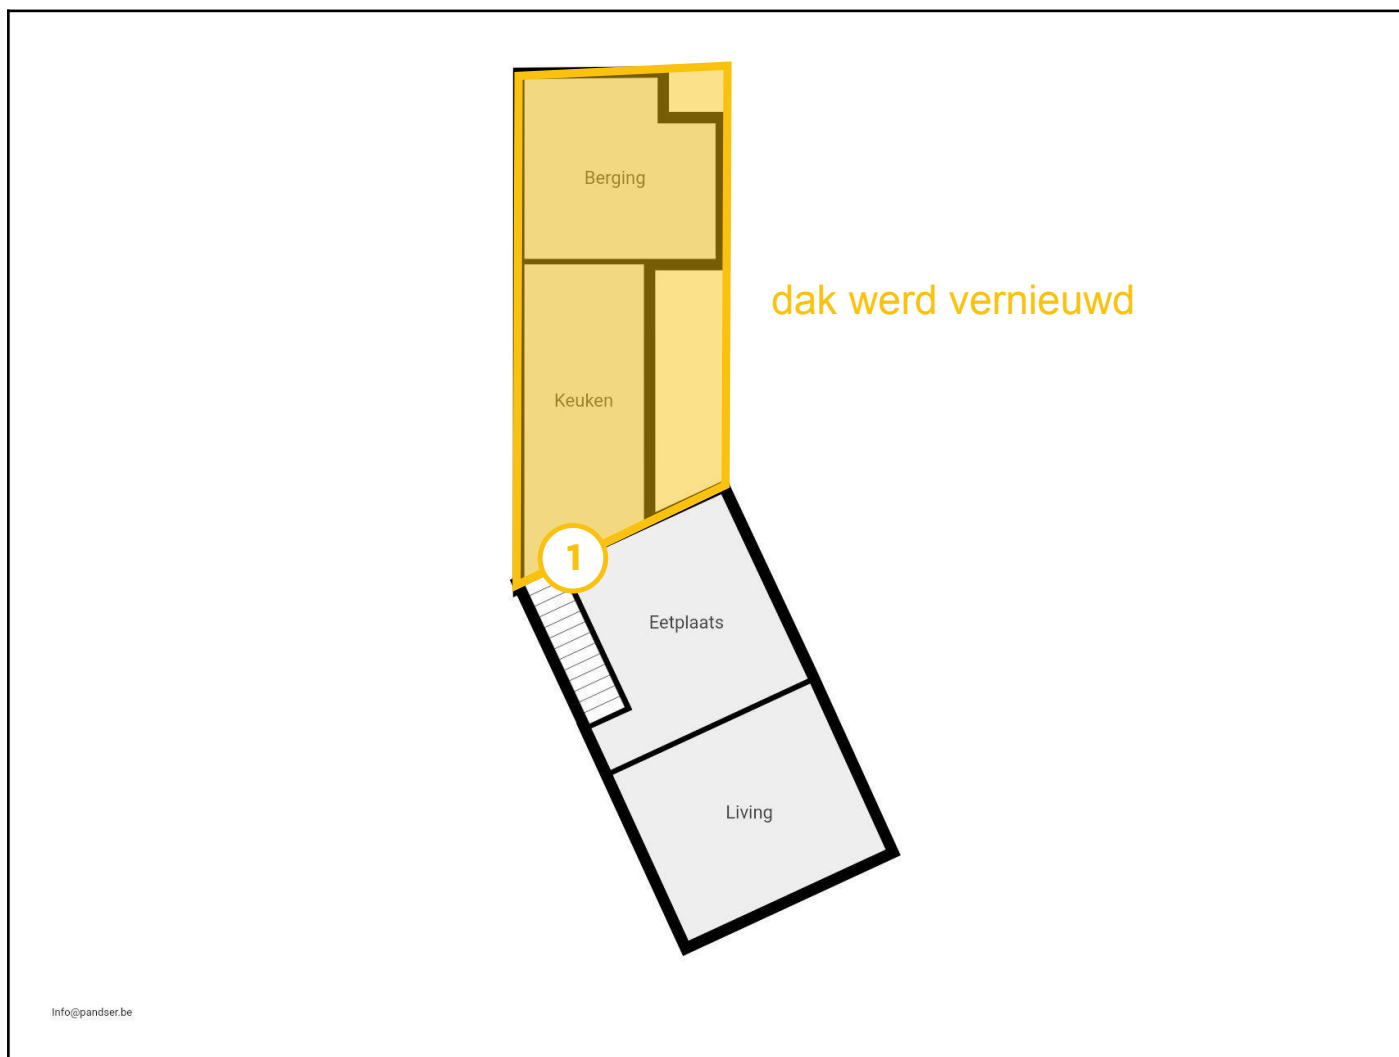 Berging
dak werd vernieuwd
Keuken
1
Eetplaats
Living
Info@pandser.be